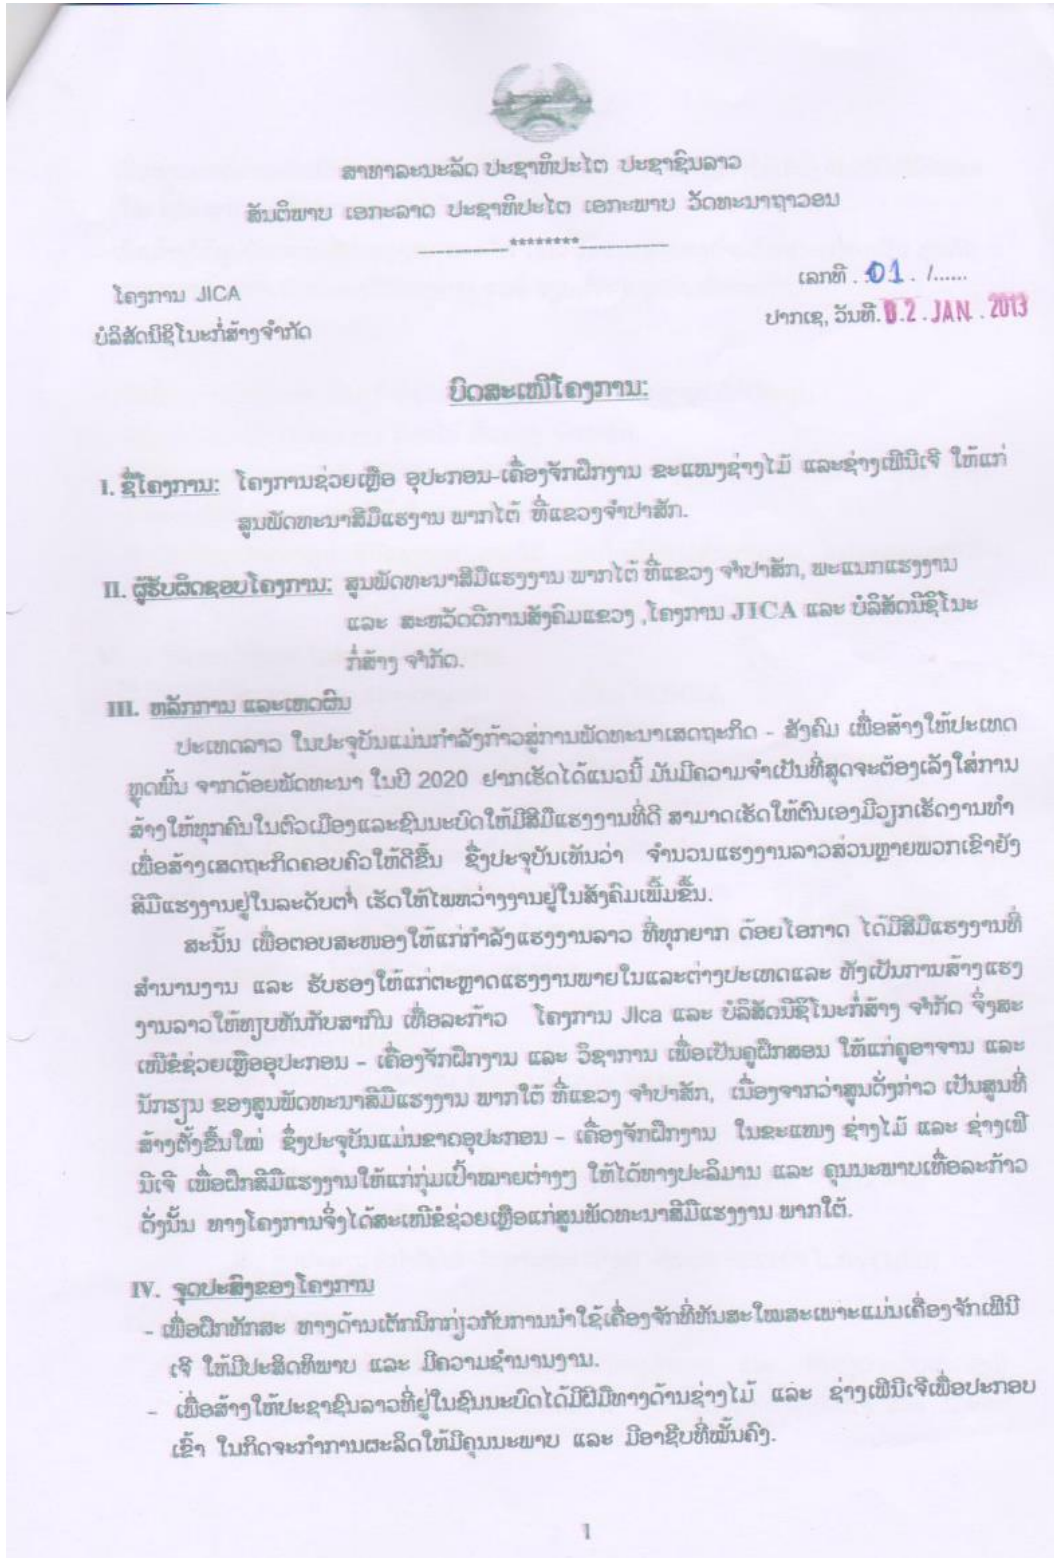 ສາທາລະນະລັດ ປະຊາທິປະໄຕ ປະຊາຊົນລາວ
ສັນຕິພາບ ເອກະລາດ ປະຊາທິປະໄຕ ເອກະພາບ ວັດທະນາຖາວອນ
________********________
ເລກທີ . 01 . /......
ໂຄງການ JICA
ປາກເຊ, ວັນທີ. 0.2 . JAN . 2013
ບໍລິສັດນີຊິໂນະກໍ່ສ້າງຈຳກັດ
ບົດສະເໜີໂຄງການ:
I. ຊື່ໂຄງການ: ໂຄງການຊ່ວຍເຫຼືອ ອຸປະກອນ-ເຄື່ອງຈັກຝຶກງານ ຂະແໜງຊ່າງໄມ້ ແລະຊ່າງເຟີນີເຈີ ໃຫ້ແກ່
ສູນພັດທະນາສີມືແຮງງານ ພາກໄຕ້ ທີ່ແຂວງຈຳປາສັກ.
II. ຜູ້ຮັບຜິດຊອບໂຄງການ: ສູນພັດທະນາສີມືແຮງງານ ພາກໄຕ້ ທີ່ແຂວງ ຈຳປາສັກ, ພະແນກແຮງງານ
ແລະ ສະຫວັດດີການສັງຄົມແຂວງ ,ໂຄງການ JICA ແລະ ບໍລິສັດນີຊິໂນະ
ກໍ່ສ້າງ ຈຳກັດ.
III. ຫລັກການ ແລະເຫດຜົນ
ປະເທດລາວ ໃນປະຈຸບັນແມ່ນກຳລັງກ້າວສູ່ການພັດທະນາເສດຖະກິດ - ສັງຄົມ ເພື່ອສ້າງໃຫ້ປະເທດ
ຫຼຸດພົ້ນ ຈາກດ້ອຍພັດທະນາ ໃນປີ 2020 ຢາກເຮັດໄດ້ແນວນີ້ ມັນມີຄວາມຈຳເປັນທີ່ສຸດຈະຕ້ອງເລັ່ງໃສ່ການ
ສ້າງໃຫ້ທຸກຄົນໃນຕົວເມືອງແລະຊົນນະບົດໃຫ້ມີສີມືແຮງງານທີ່ດີ ສາມາດເຮັດໃຫ້ຕົນເອງມີວຽກເຮັດງານທຳ
ເພື່ອສ້າງເສດຖະກິດຄອບຄົວໃຫ້ດີຂຶ້ນ ຊຶ່ງປະຈຸບັນເຫັນວ່າ ຈຳນວນແຮງງານລາວສ່ວນຫຼາຍພວກເຂົາຍັງ
ສີມືແຮງງານຢູ່ໃນລະດັບຕ່ຳ ເຮັດໃຫ້ໄພຫວ່າງງານຢູ່ໃນສັງຄົມເພີ້ມຂຶ້ນ.
ສະນັ້ນ ເພື່ອຕອບສະໜອງໃຫ້ແກ່ກຳລັງແຮງງານລາວ ທີ່ທຸກຍາກ ດ້ອຍໂອກາດ ໄດ້ມີສີມືແຮງງານທີ່
ສຳນານງານ ແລະ ຮັບຮອງໃຫ້ແກ່ຕະຫຼາດແຮງງານພາຍໃນແລະຕ່າງປະເທດແລະ ທັງເປັນການສ້າງແຮງ
ງານລາວໃຫ້ທຽບທັນກັບສາກົນ ເທື່ອລະກ້າວ ໂຄງການ JIca ແລະ ບໍລິສັດນີຊິໂນະກໍ່ສ້າງ ຈຳກັດ ຈຶ່ງສະ
ເໜີຂໍຊ່ວຍເຫຼືອອຸປະກອນ - ເຄື່ອງຈັກຝຶກງານ ແລະ ວິຊາການ ເພື່ອເປັນຄູຝຶກສອນ ໃຫ້ແກ່ຄູອາຈານ ແລະ
ນັກຮຽນ ຂອງສູນພັດທະນາສີມືແຮງງານ ພາກໃຕ້ ທີ່ແຂວງ ຈຳປາສັກ, ເນື່ອງຈາກວ່າສູນດັ່ງກ່າວ ເປັນສູນທີ່
ສ້າງຕັ້ງຂຶ້ນໃໝ່ ຊຶ່ງປະຈຸບັນແມ່ນຂາດອຸປະກອນ - ເຄື່ອງຈັກຝຶກງານ ໃນຂະແໜງ ຊ່າງໄມ້ ແລະ ຊ່າງເຟີ
ນີເຈີ ເພື່ອຝຶກສີມືແຮງງານໃຫ້ແກ່ກຸ່ມເປົ້າໝາຍຕ່າງໆ ໃຫ້ໄດ້ທາງປະລິມານ ແລະ ຄຸນນະພາບເທື່ອລະກ້າວ
ດັ່ງນັ້ນ ທາງໂຄງການຈຶ່ງໄດ້ສະເໜີຂໍຊ່ວຍເຫຼືອແກ່ສູນພັດທະນາສີມືແຮງງານ ພາກໃຕ້.
IV. ຈຸດປະສົງຂອງໂຄງການ
- ເພື່ອຝຶກທັກສະ ທາງດ້ານເຕັກນິກກ່ຽວກັບການນຳໃຊ້ເຄື່ອງຈັກທີ່ທັນສະໃໝສະເພາະແມ່ນເຄື່ອງຈັກເຟີນີ
ເຈີ ໃຫ້ມີປະສິດທິພາບ ແລະ ມີຄວາມຊຳນານງານ.
- ເພື່ອສ້າງໃຫ້ປະຊາຊົນລາວທີ່ຢູ່ໃນຊົນນະບົດໄດ້ມີຝີມືທາງດ້ານຊ່າງໄມ້ ແລະ ຊ່າງເຟີນີເຈີເພື່ອປະກອບ
ເຂົ້າ ໃນກິດຈະກຳການຜະລິດໃຫ້ມີຄຸນນະພາບ ແລະ ມີອາຊີບທີ່ໝັ້ນຄົງ.
1